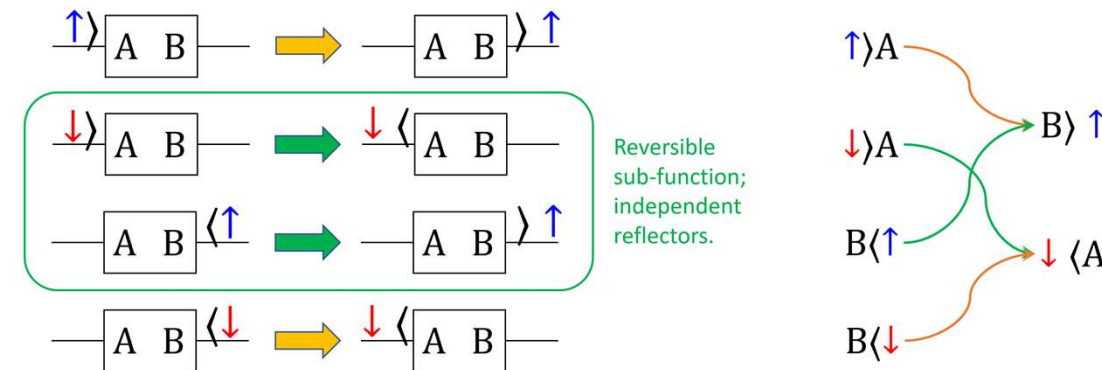 ↑⟩ A B A B ⟩ ↑
↑⟩A
B⟩ ↑
↓⟩ A B ↓ ⟨ A B
↓⟩A
Reversible
sub-function;
independent
reflectors.
A B ⟨↑ A B ⟩ ↑
B⟨↑
↓ ⟨A
A B ⟨↓ ↓ ⟨ A B
B⟨↓